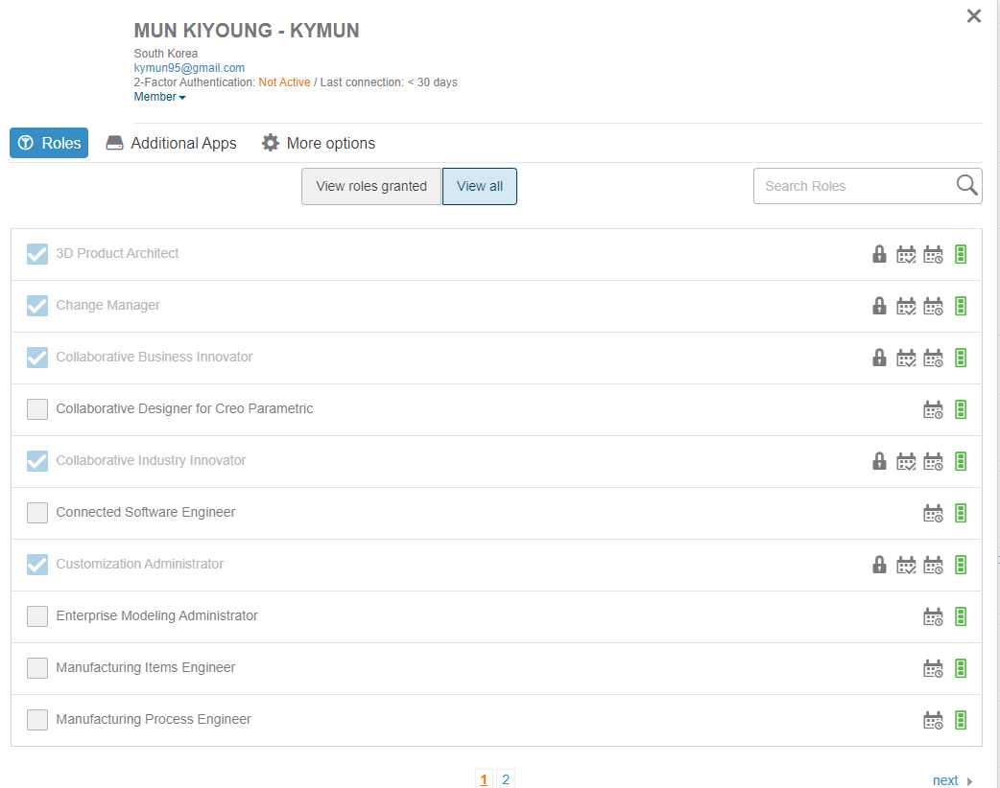 MUN KIYOUNG - KYMUN
South Korea
kymun95@gmail.com
2-Factor Authentication: Not Active / Last connection: < 30 days
Member
Roles Additional Apps More options
View roles granted View all Search Roles
3D Product Architect
Change Manager
Collaborative Business Innovator
Collaborative Designer for Creo Parametric
Collaborative Industry Innovator
Connected Software Engineer
Customization Administrator
Enterprise Modeling Administrator
Manufacturing Items Engineer
Manufacturing Process Engineer
1 2 next